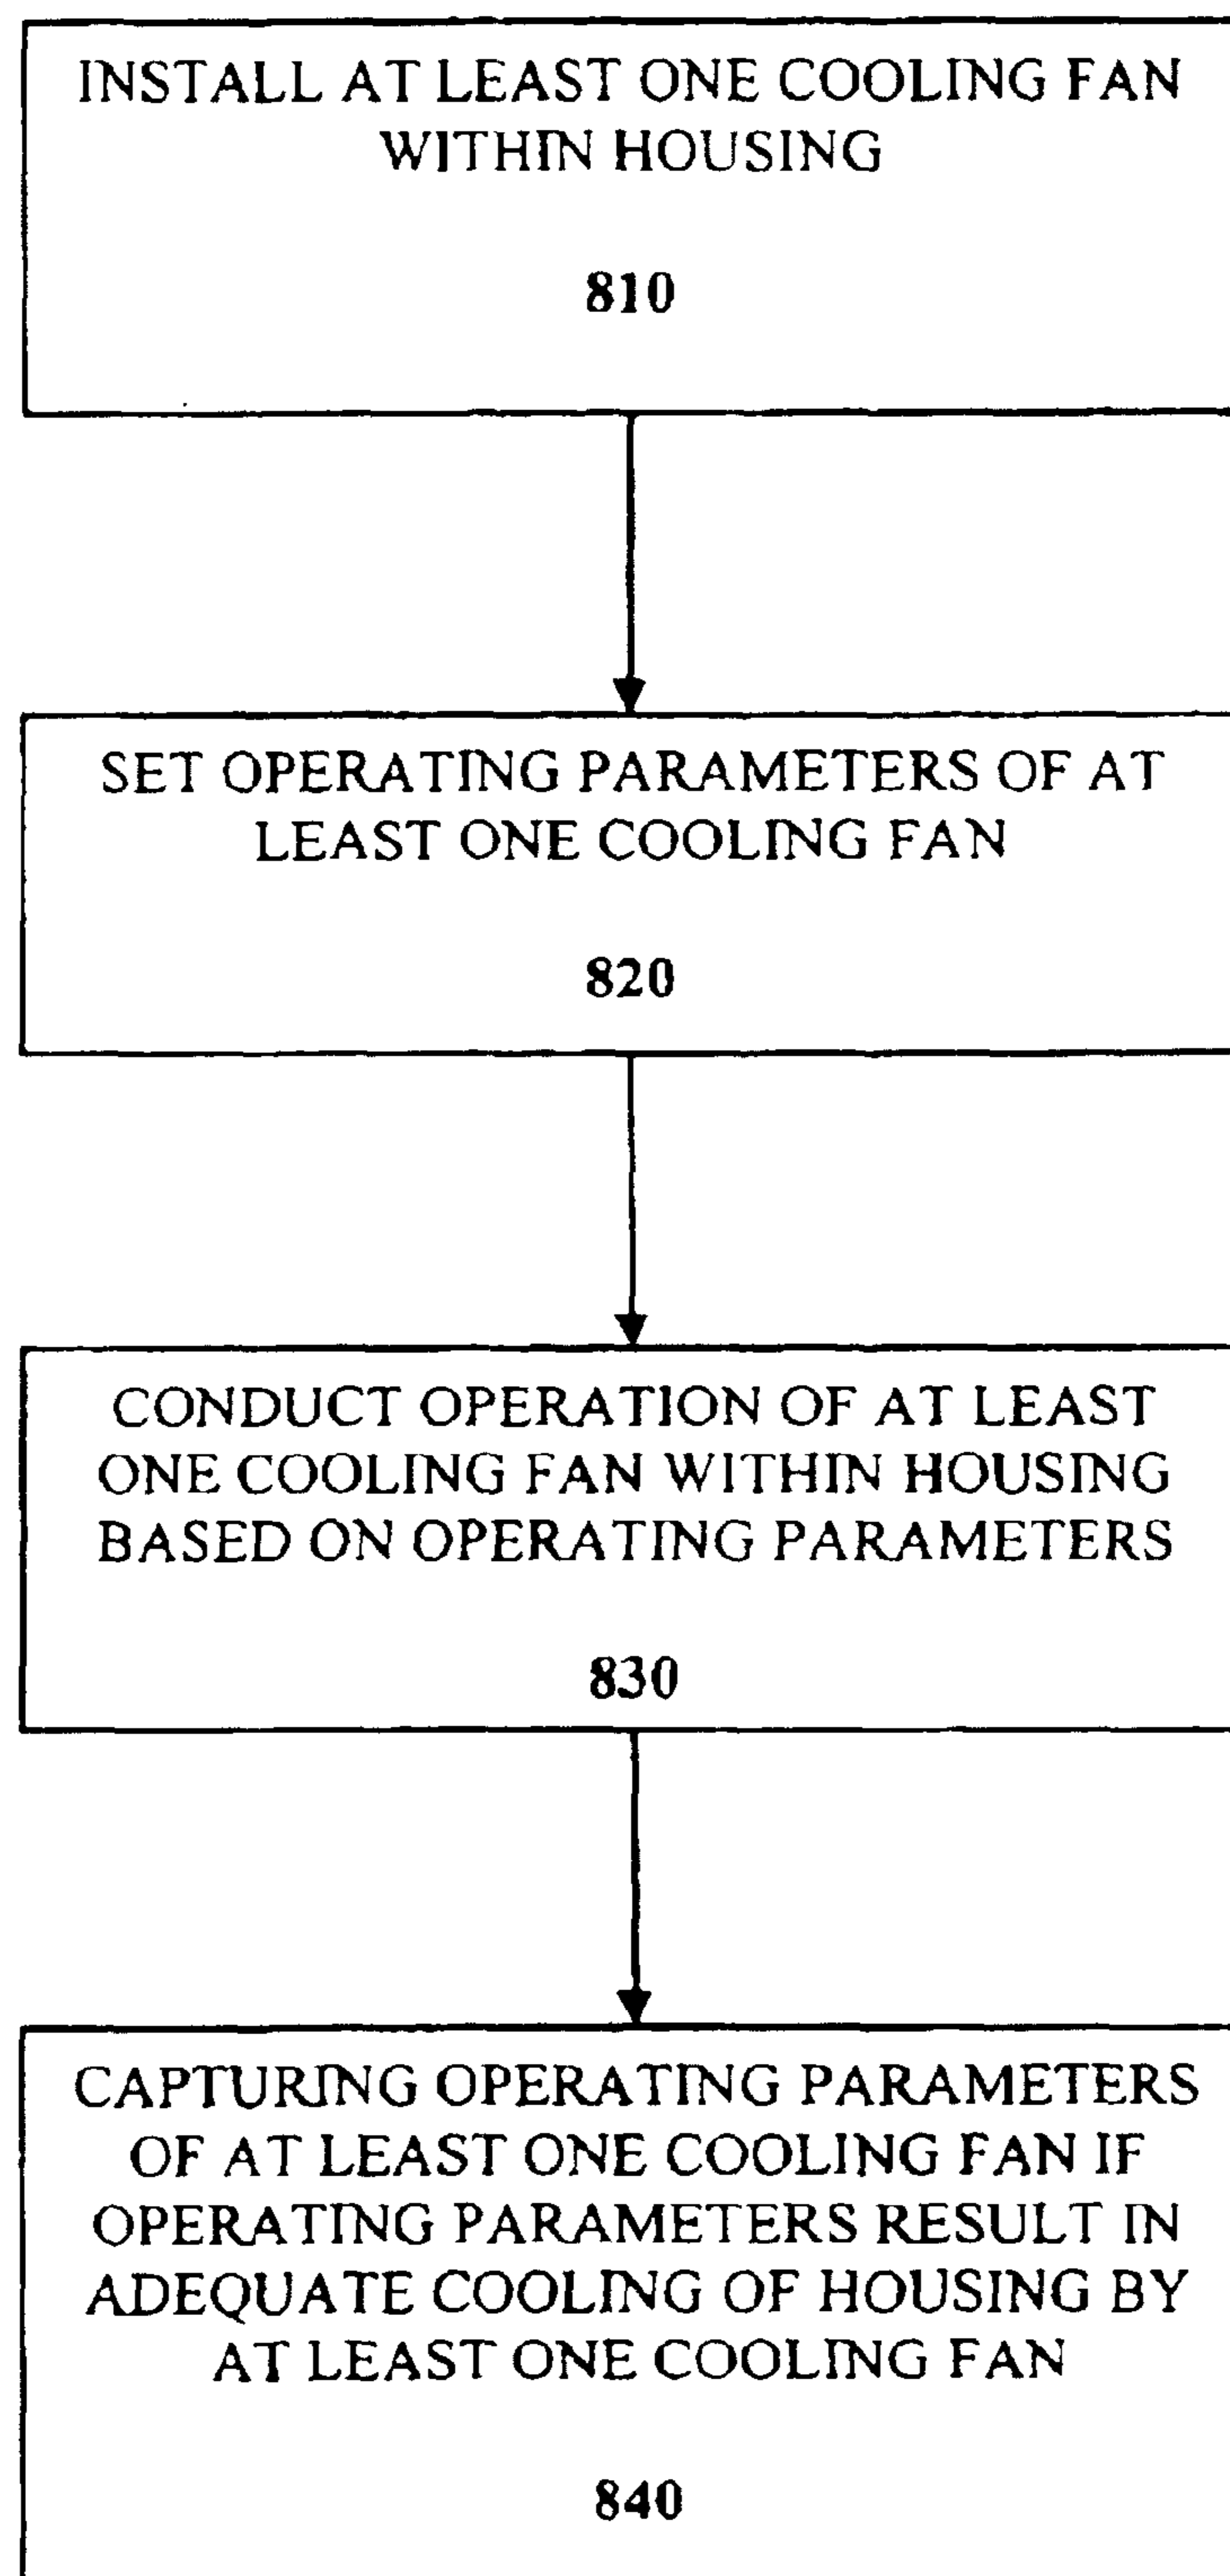 INSTALL AT LEAST ONE COOLING FAN
WITHIN HOUSING
810
SET OPERATING PARAMETERS OF AT
LEAST ONE COOLING FAN
820
CONDUCT OPERATION OF AT LEAST
ONE COOLING FAN WITHIN HOUSING
BASED ON OPERATING PARAMETERS
830
CAPTURING OPERATING PARAMETERS
OF AT LEAST ONE COOLING FAN IF
OPERATING PARAMETERS RESULT IN
ADEQUATE COOLING OF HOUSING BY
AT LEAST ONE COOLING FAN
840